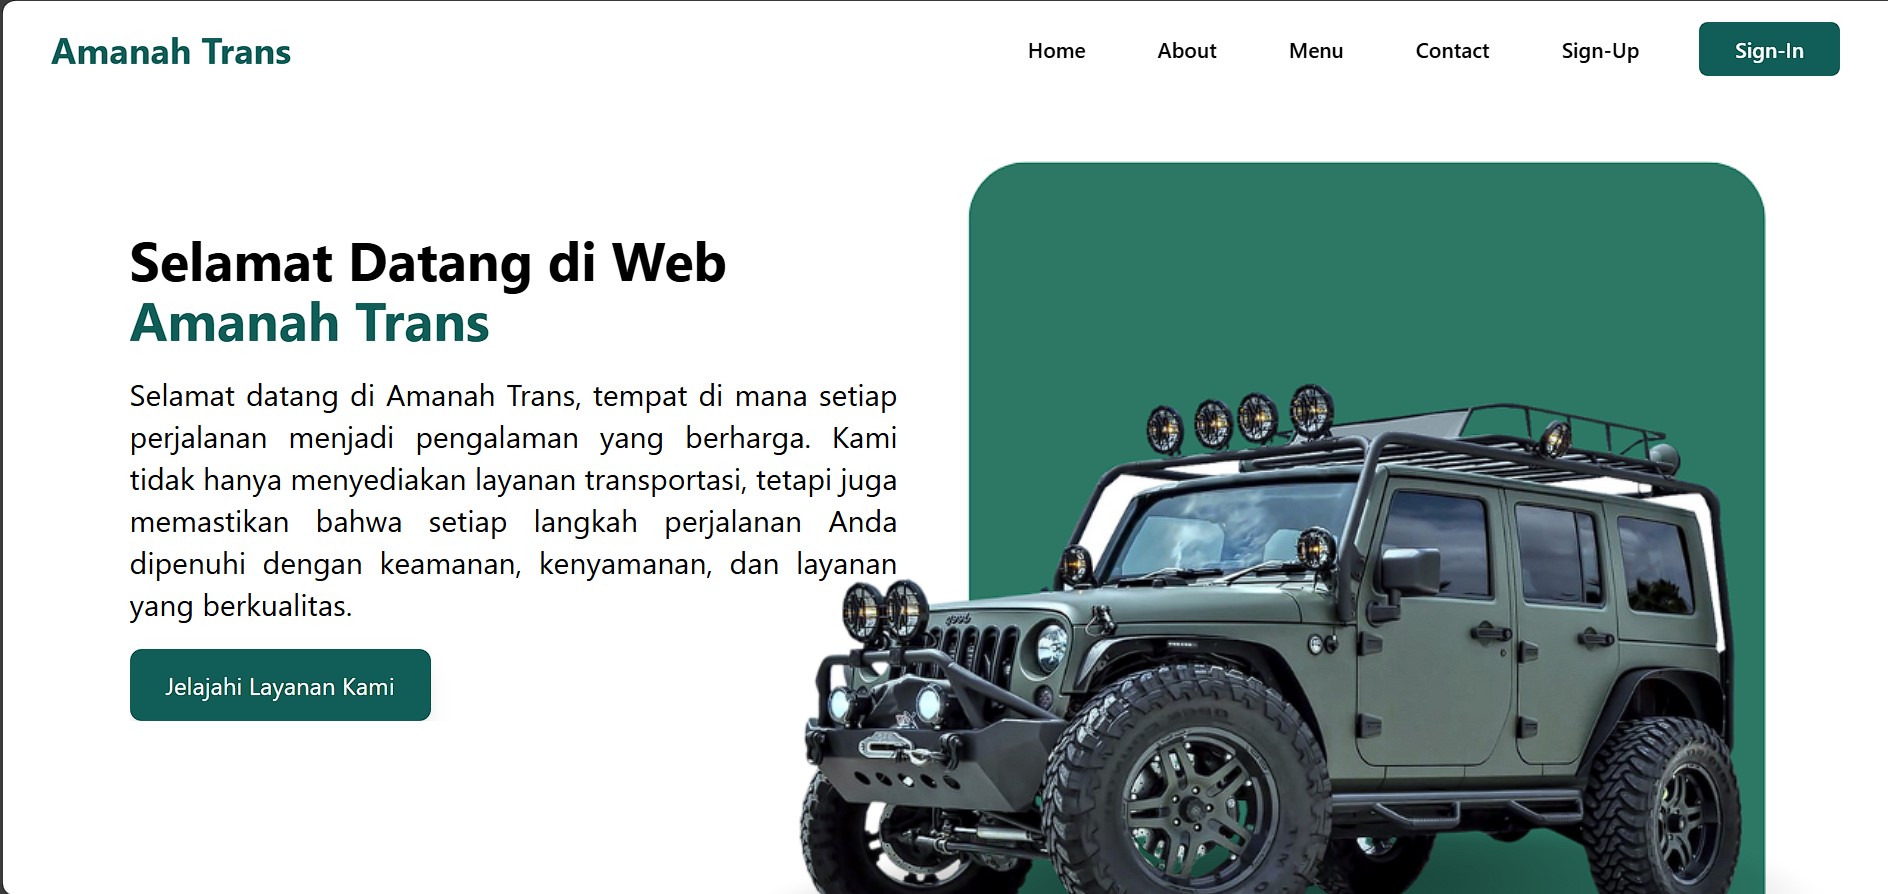 Amanah Trans
Home
About
Menu
Contact
Sign-Up
Sign-In
Selamat Datang di Web
Amanah Trans
Selamat datang di Amanah Trans, tempat di mana setiap
perjalanan menjadi pengalaman yang berharga. Kami
tidak hanya menyediakan layanan transportasi, tetapi juga
memastikan bahwa setiap langkah perjalanan Anda
dipenuhi dengan keamanan, kenyamanan, dan layanan
yang berkualitas.
Jelajahi Layanan Kami
Jeep